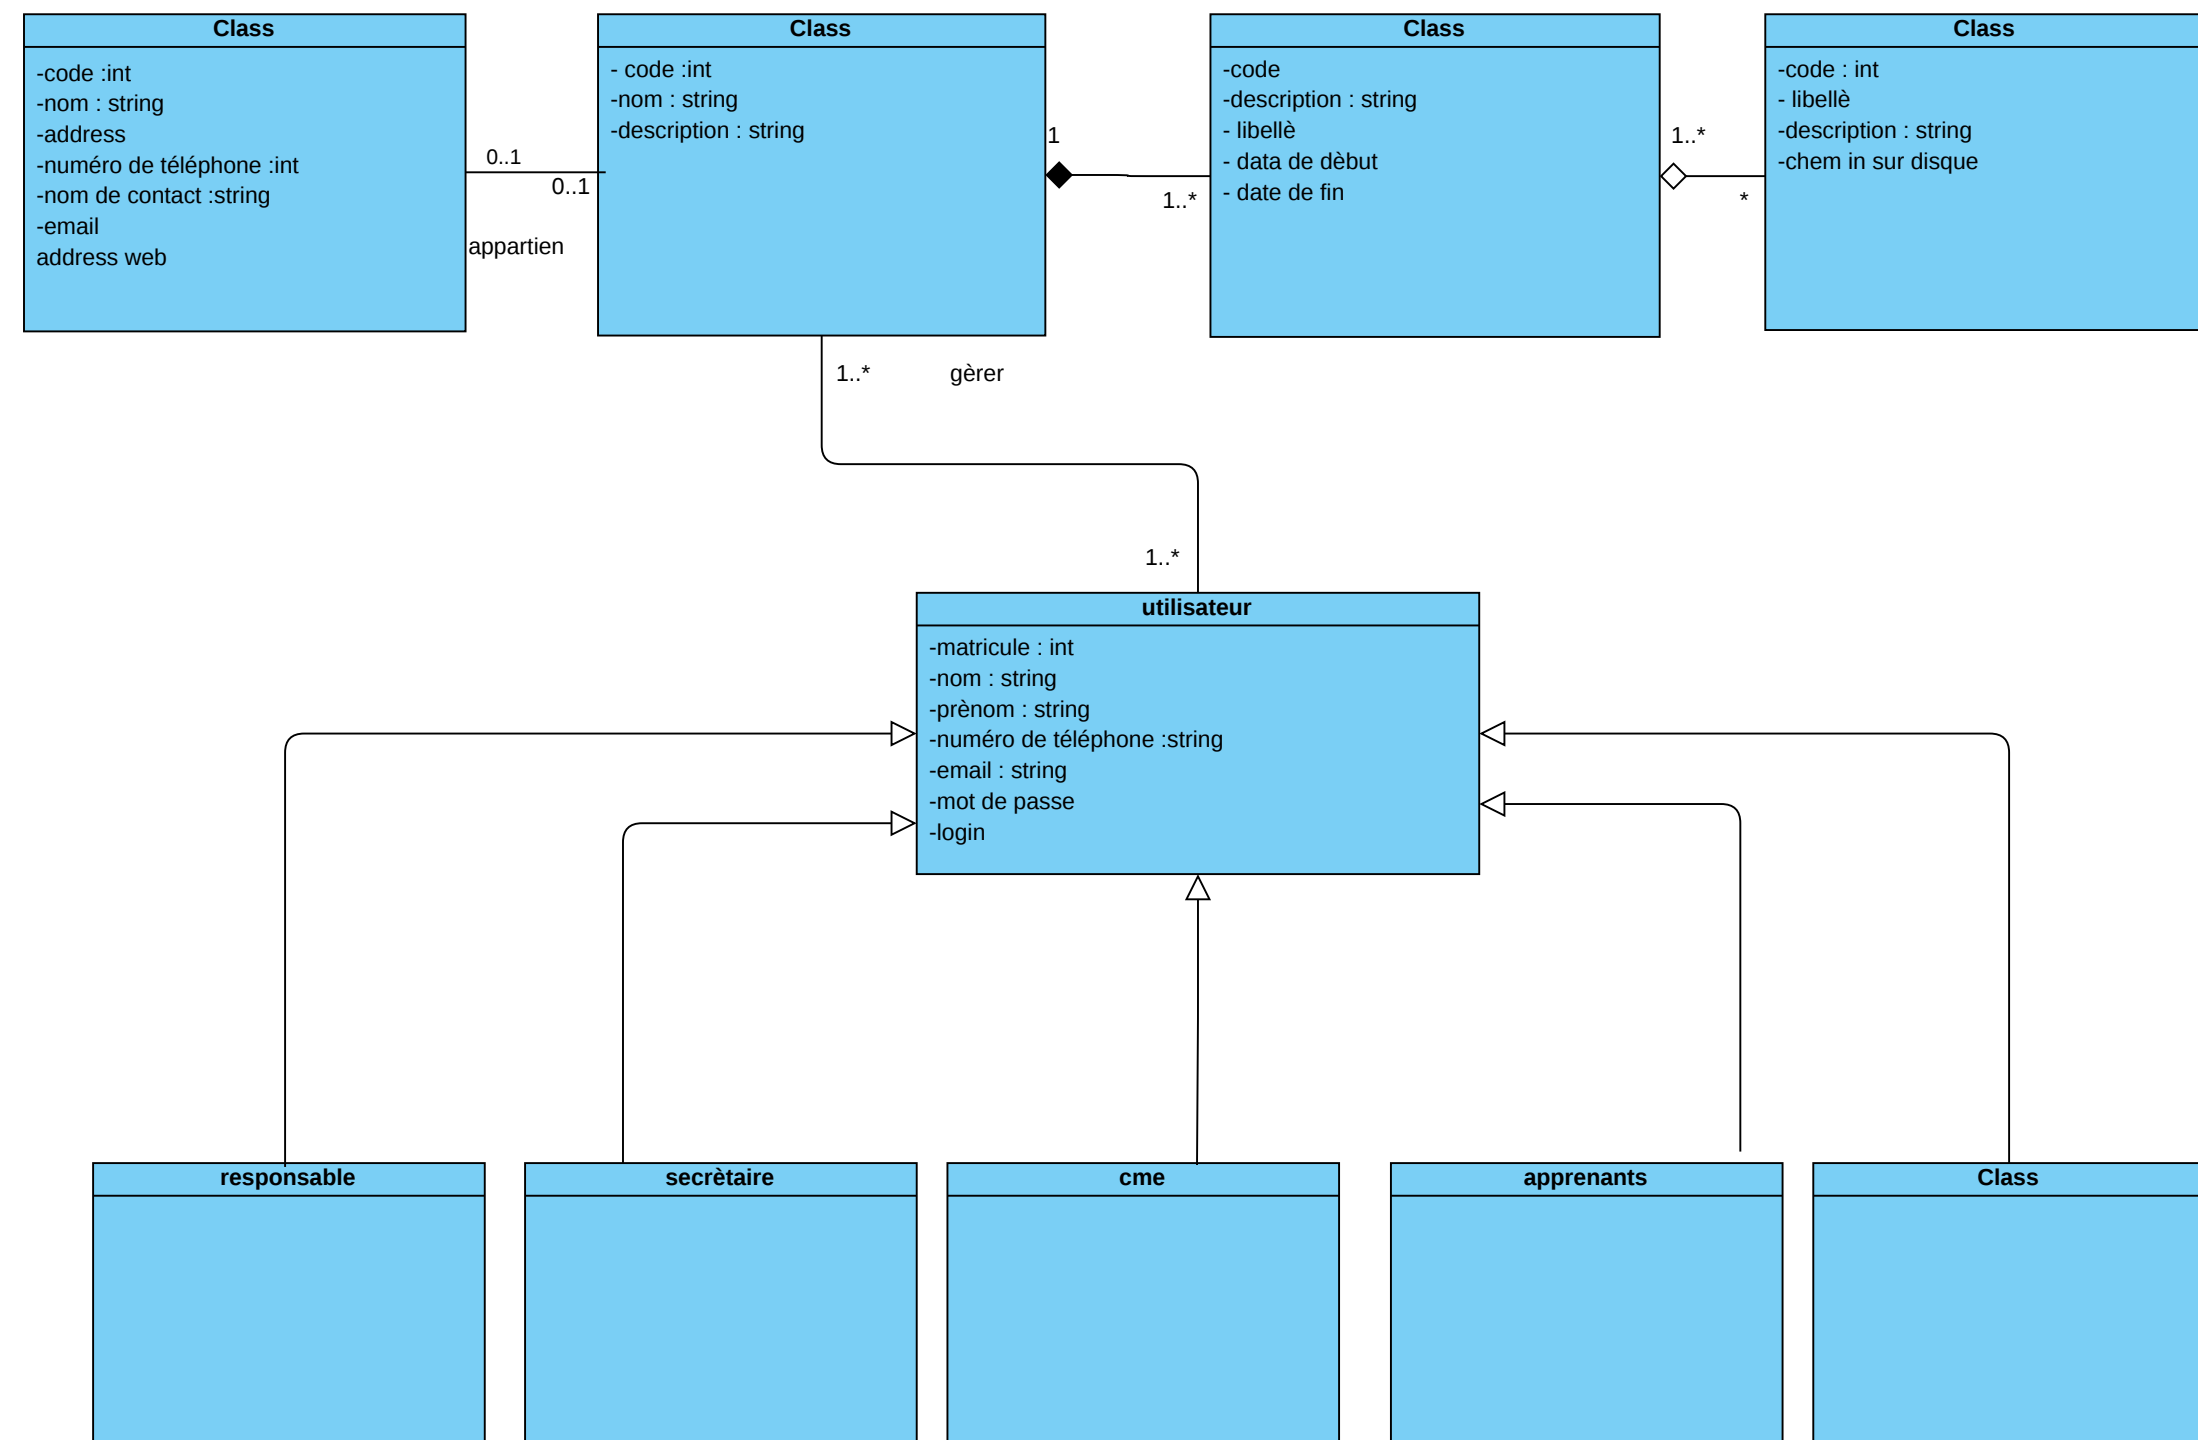 Class
-code :int
-nom : string
-address
-numéro de téléphone :int
-nom de contact :string
-email
address web
0..1
0..1
appartien
Class
- code :int
-nom : string
-description : string
1
1..*
Class
-code
-description : string
- libellè
- data de dèbut
- date de fin
1..*
*
Class
-code : int
- libellè
-description : string
-chem in sur disque
1..*
gèrer
1..*
utilisateur
-matricule : int
-nom : string
-prènom : string
-numéro de téléphone :string
-email : string
-mot de passe
-login
responsable
secrètaire
cme
apprenants
Class